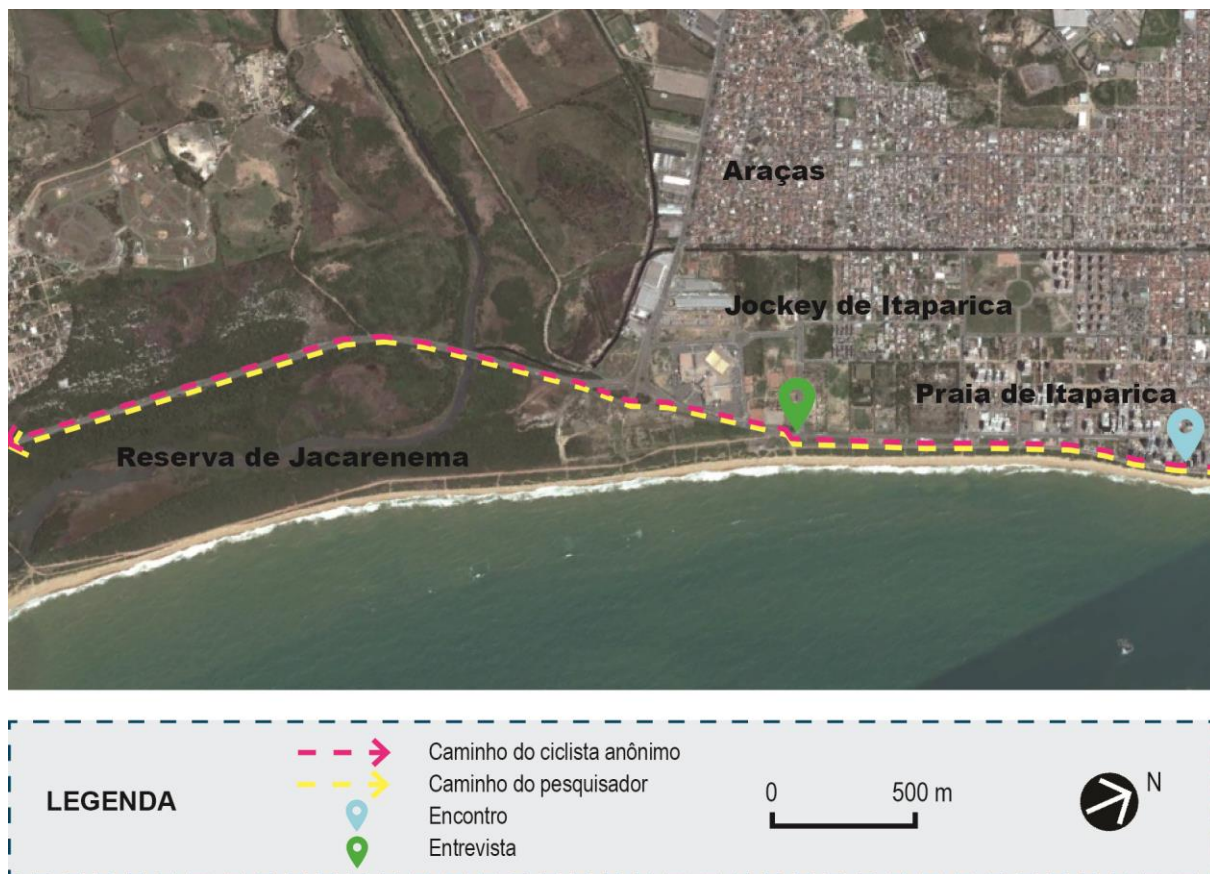 Araças
Jockey de Itaparica
Praia de Itaparica
Reserva de Jacarenema
LEGENDA
Caminho do ciclista anônimo
Caminho do pesquisador
Encontro
Entrevista
0 500 m
N